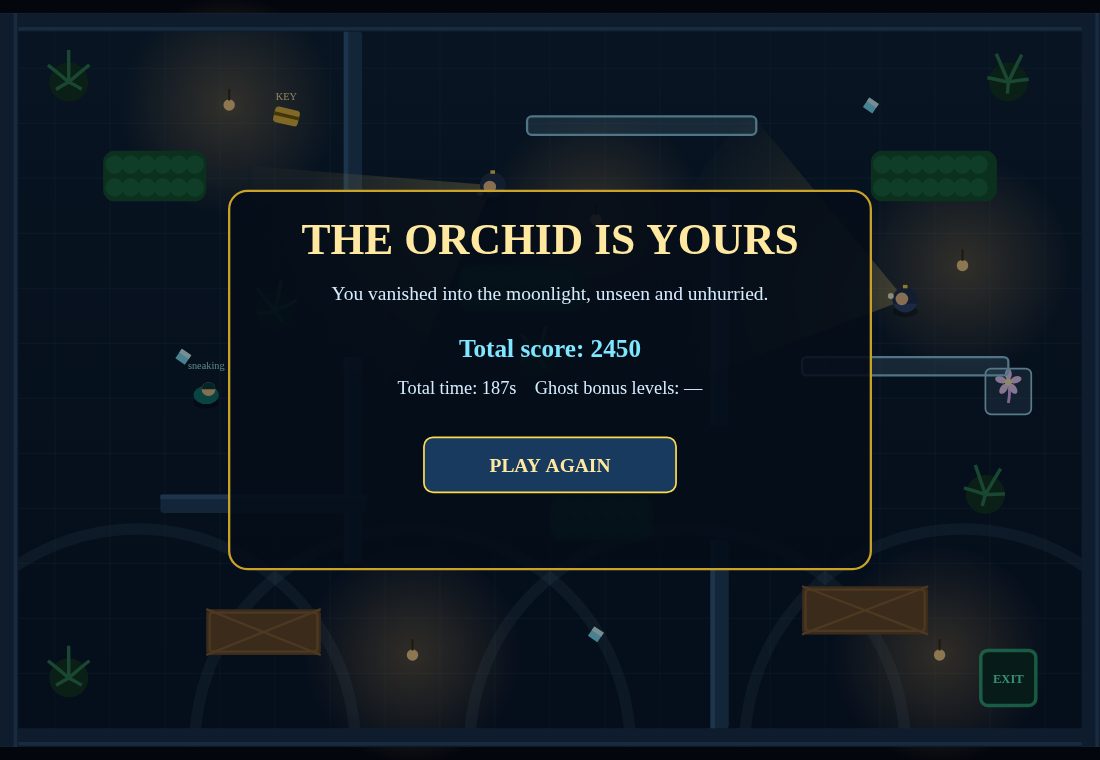 KEY
THE ORCHID IS YOURS
You vanished into the moonlight, unseen and unhurried.
Total score: 2450
sneaking
Total time: 187s Ghost bonus levels: —
PLAY AGAIN
EXIT